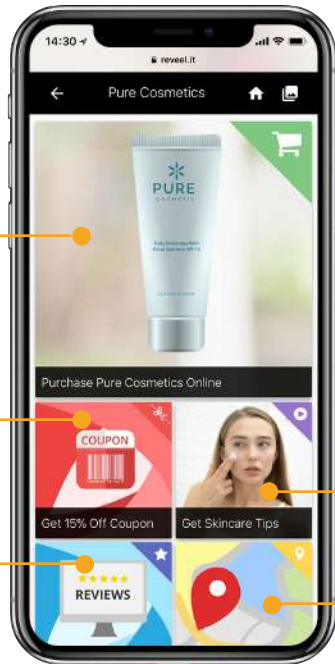 14:30
reveel.it
Pure Cosmetics
PURE
COSMETIC
Purchase Pure Cosmetics Online
COUPON
Get 15% Off Coupon
Get Skincare Tips
REVIEWS